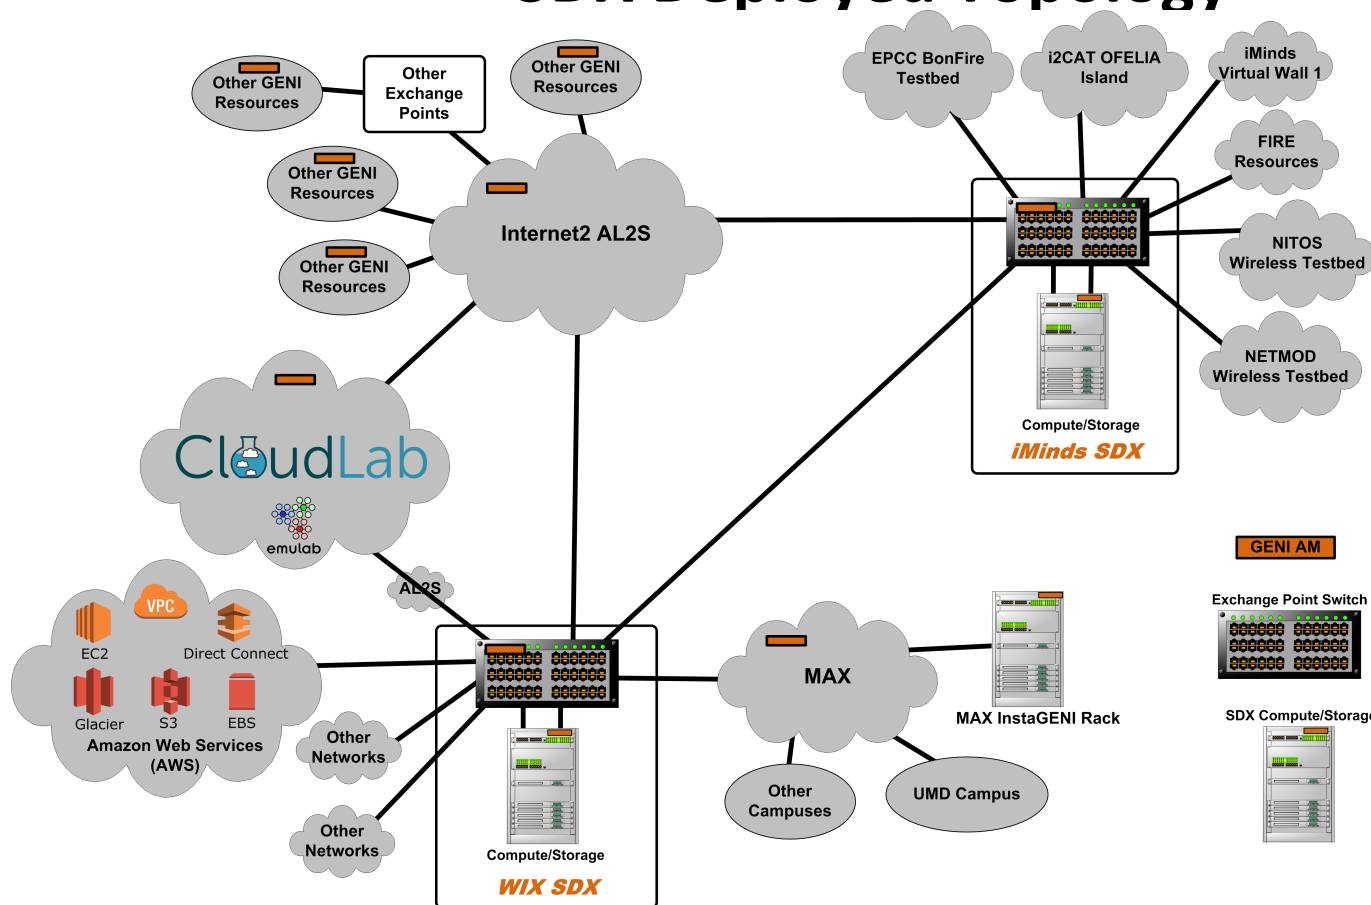 SDX Deployed Topology
Other GENI
Resources
Other
Exchange
Points
Other GENI
Resources
EPCC BonFire
Testbed
i2CAT OFELIA
Island
iMinds
Virtual Wall 1
FIRE
Resources
Other GENI
Resources
Internet2 AL2S
NITOS
Wireless Testbed
Other GENI
Resources
NETMOD
Wireless Testbed
Compute/Storage
iMinds SDX
CloudLab
emulab
AL2S
GENI AM
Exchange Point Switch
VPC
EC2
Direct Connect
Glacier
S3
EBS
Amazon Web Services
(AWS)
MAX
MAX InstaGENI Rack
SDX Compute/Storage
Other
Networks
Other
Campuses
UMD Campus
Other
Networks
Compute/Storage
WIX SDX